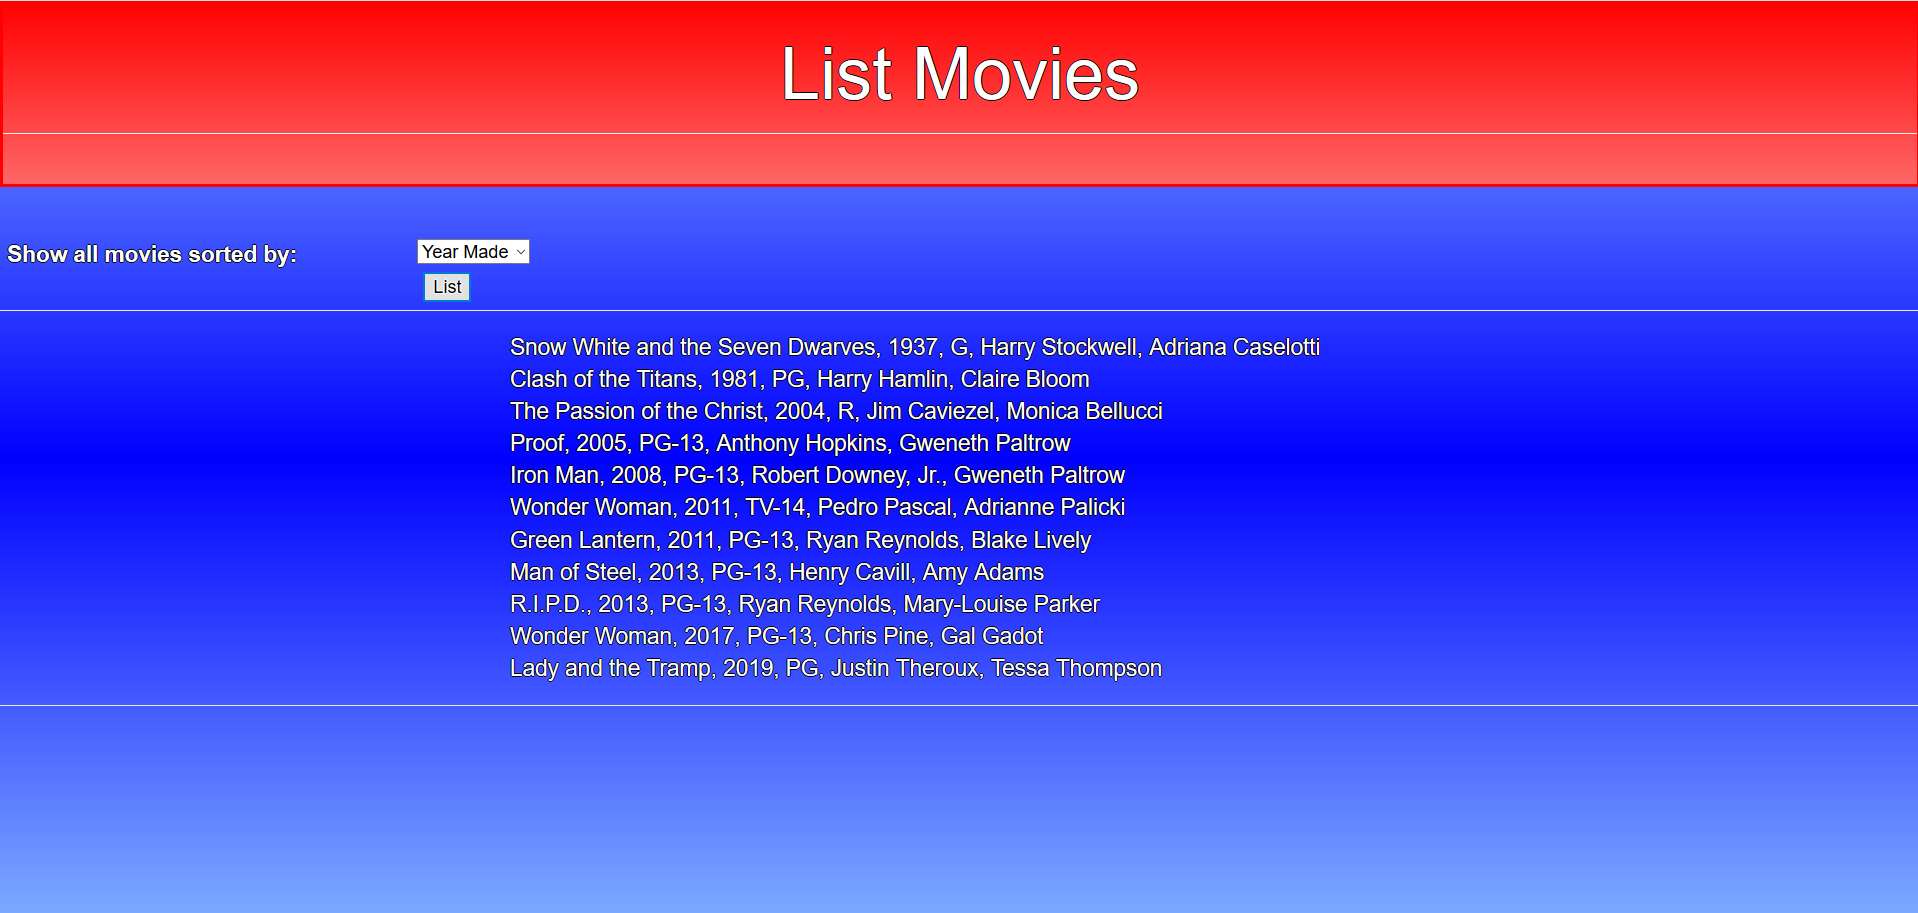 List Movies
Show all movies sorted by: Year Made
List
Snow White and the Seven Dwarves, 1937, G, Harry Stockwell, Adriana Caselotti
Clash of the Titans, 1981, PG, Harry Hamlin, Claire Bloom
The Passion of the Christ, 2004, R, Jim Caviezel, Monica Bellucci
Proof, 2005, PG-13, Anthony Hopkins, Gweneth Paltrow
Iron Man, 2008, PG-13, Robert Downey, Jr., Gweneth Paltrow
Wonder Woman, 2011, TV-14, Pedro Pascal, Adrianne Palicki
Green Lantern, 2011, PG-13, Ryan Reynolds, Blake Lively
Man of Steel, 2013, PG-13, Henry Cavill, Amy Adams
R.I.P.D., 2013, PG-13, Ryan Reynolds, Mary-Louise Parker
Wonder Woman, 2017, PG-13, Chris Pine, Gal Gadot
Lady and the Tramp, 2019, PG, Justin Theroux, Tessa Thompson